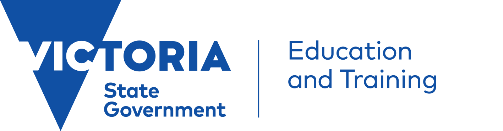 VICTORIA
State
Government
Education
and Training